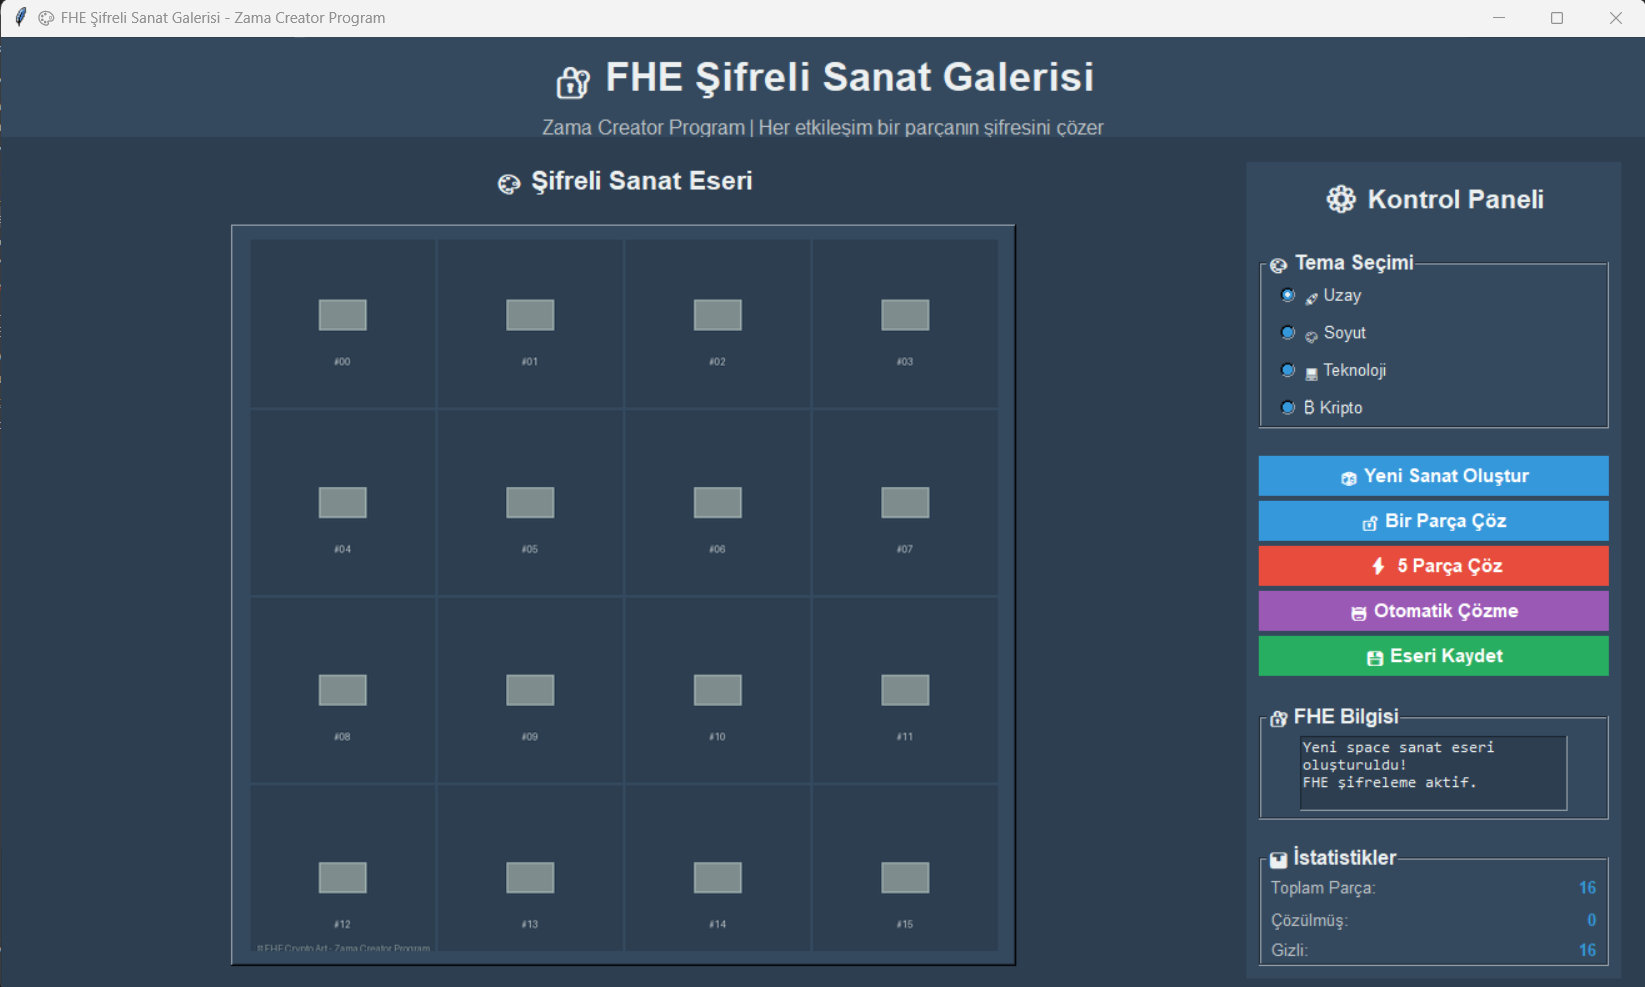 FHE Şifreli Sanat Galerisi - Zama Creator Program
FHE Şifreli Sanat Galerisi
Zama Creator Program | Her etkileşim bir parçanın şifresini çözer
Şifreli Sanat Eseri
#00
#01
#02
#03
#04
#05
#06
#07
#08
#09
#10
#11
#12
#13
#14
#15
FHE Crypto Art - Zama Creator Program
Kontrol Paneli
Tema Seçimi
Uzay
Soyut
Teknoloji
₿ Kripto
Yeni Sanat Oluştur
Bir Parça Çöz
5 Parça Çöz
Otomatik Çözme
Eseri Kaydet
FHE Bilgisi
Yeni space sanat eseri
oluşturuldu!
FHE şifreleme aktif.
İstatistikler
Toplam Parça: 16
Çözülmüş: 0
Gizli: 16